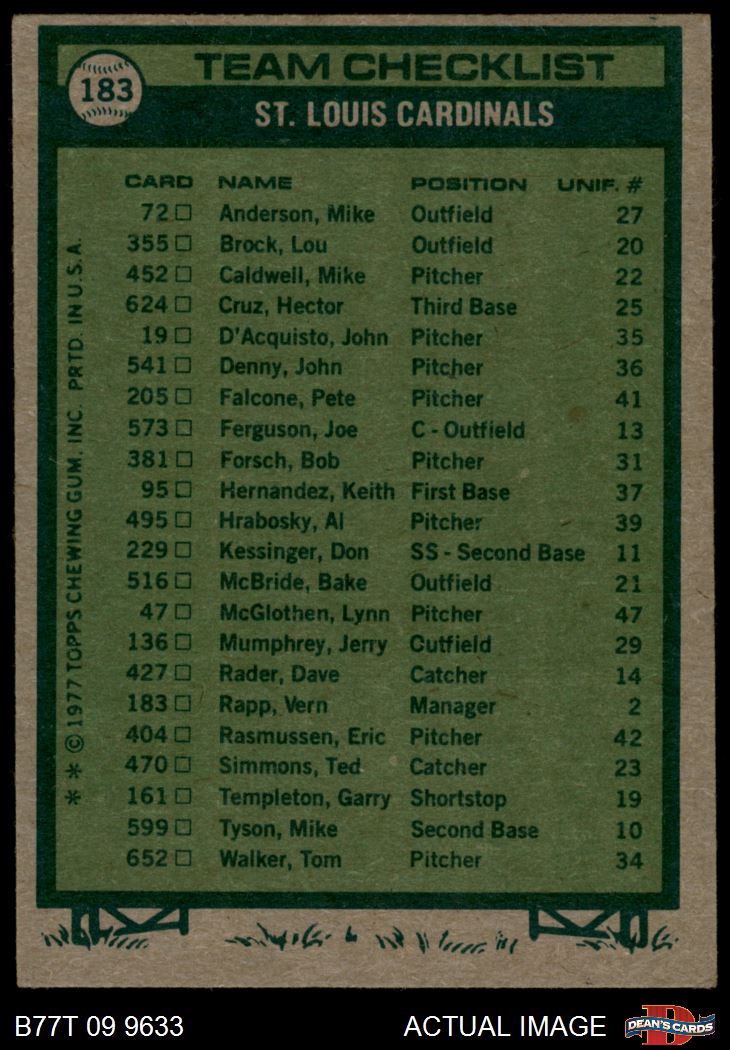 183
TEAM CHECKLIST
ST. LOUIS CARDINALS
CARD NAME POSITION UNIF. #
72 Anderson, Mike Outfield 27
355 Brock, Lou Outfield 20
452 Caldwell, Mike Pitcher 22
624 Cruz, Hector Third Base 25
19 D'Acquisto, John Pitcher 35
541 Denny, John Pitcher 36
205 Falcone, Pete Pitcher 41
573 Ferguson, Joe C - Outfield 13
381 Forsch, Bob Pitcher 31
95 Hernandez, Keith First Base 37
495 Hrabosky, Al Pitcher 39
229 Kessinger, Don SS - Second Base 11
516 McBride, Bake Outfield 21
47 McGlothen, Lynn Pitcher 47
136 Mumphrey, Jerry Outfield 29
427 Rader, Dave Catcher 14
183 Rapp, Vern Manager 2
404 Rasmussen, Eric Pitcher 42
470 Simmons, Ted Catcher 23
161 Templeton, Garry Shortstop 19
599 Tyson, Mike Second Base 10
652 Walker, Tom Pitcher 34
* * © 1977 TOPPS CHEWING GUM, INC. PRTD. IN U.S.A.
B77T 09 9633 ACTUAL IMAGE
D
DEAN'S CARDS